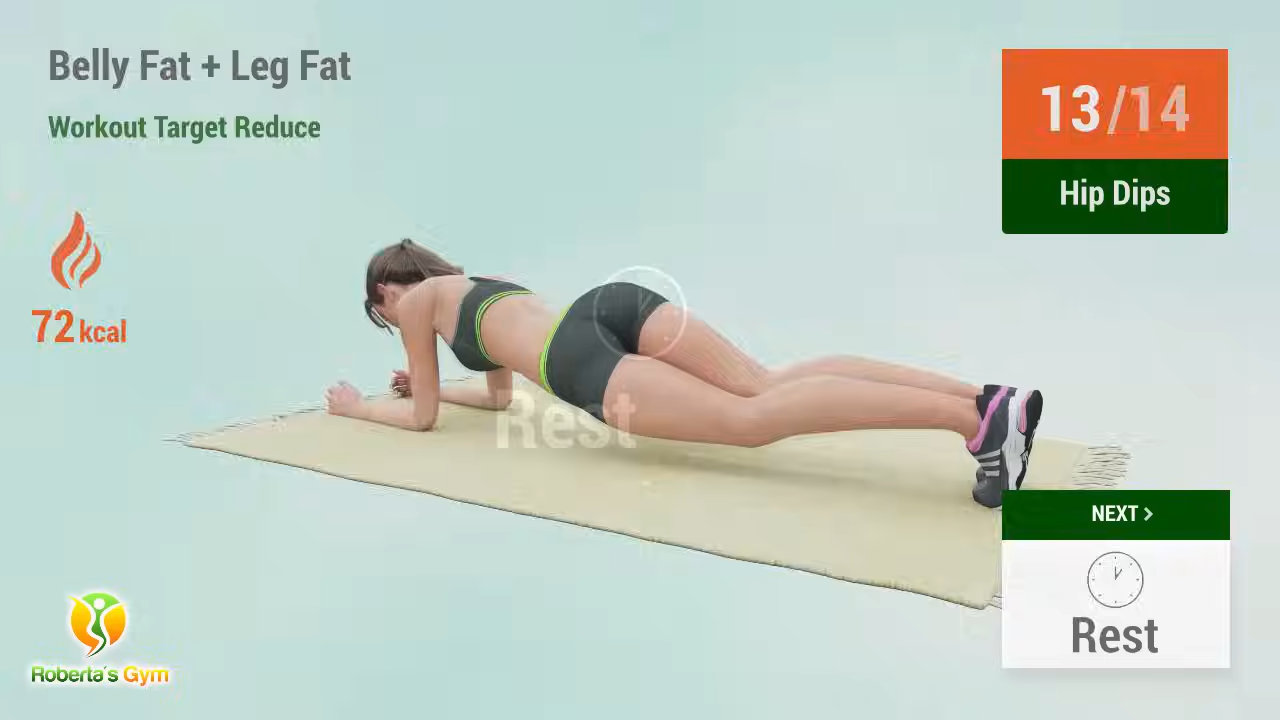 Belly Fat + Leg Fat
Workout Target Reduce
13/14
Hip Dips
72 kcal
Rest
NEXT >
Rest
Roberta's Gym